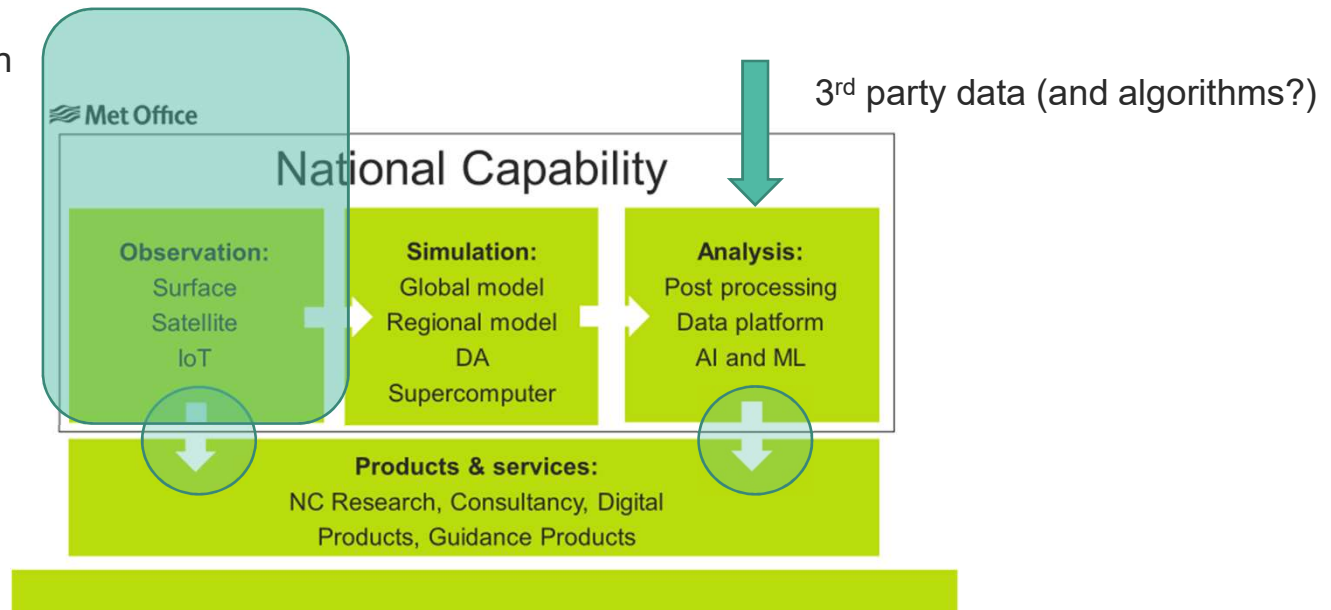 Met Office
3rd party data (and algorithms?)
National Capability
Observation:
Surface
Satellite
IoT
Simulation:
Global model
Regional model
DA
Supercomputer
Analysis:
Post processing
Data platform
AI and ML
Products & services:
NC Research, Consultancy, Digital
Products, Guidance Products